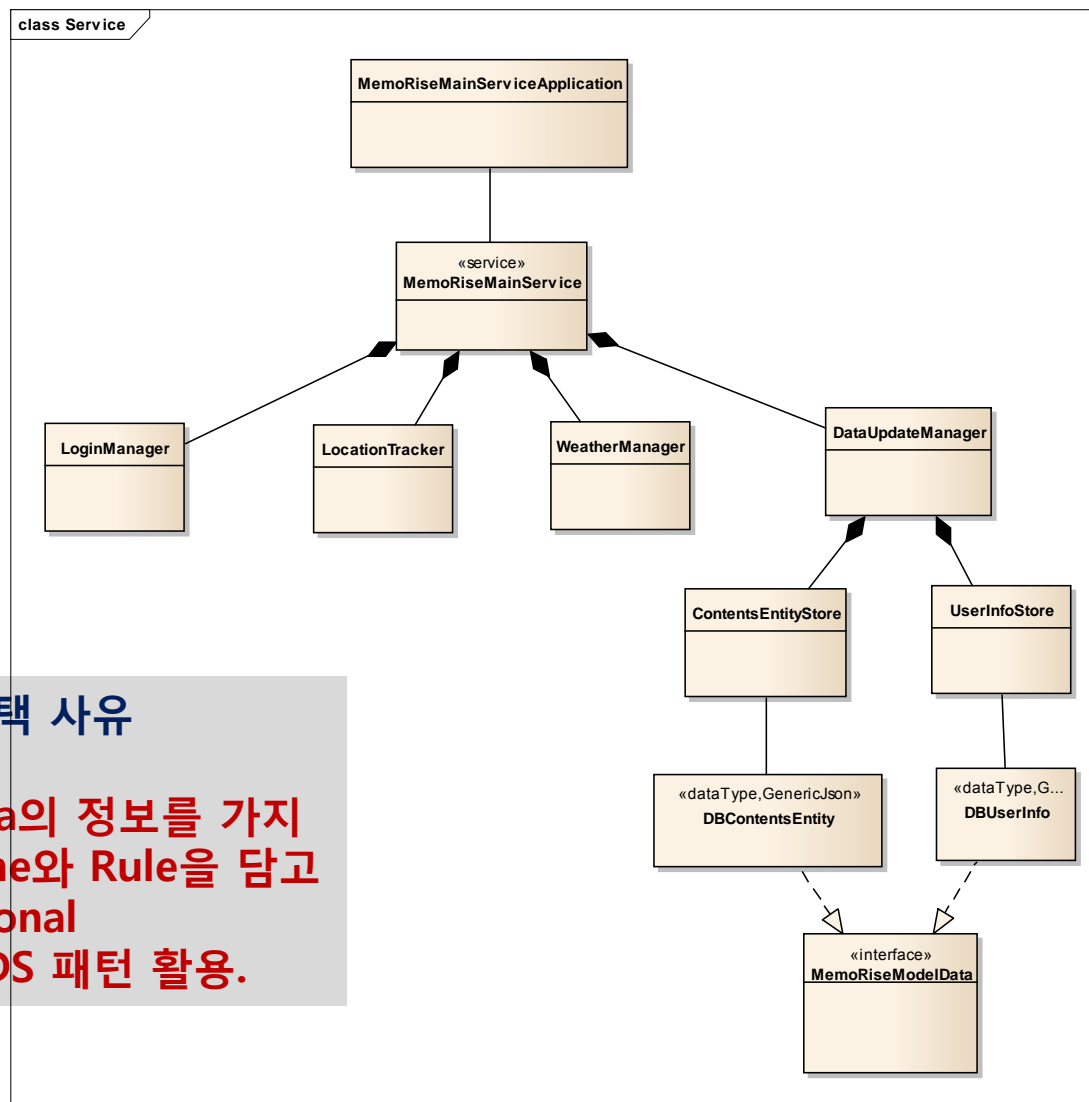 class Service
MemoRiseMainServiceApplication
«service»
MemoRiseMainService
LoginManager
LocationTracker
WeatherManager
DataUpdateManager
ContentsEntityStore
UserInfoStore
«dataType,GenericJson»
DBContentsEntity
«dataType,G...
DBUserInfo
«interface»
MemoRiseModelData
택 사유
a의 정보를 가지
ne와 Rule을 담고
onal
OS 패턴 활용.